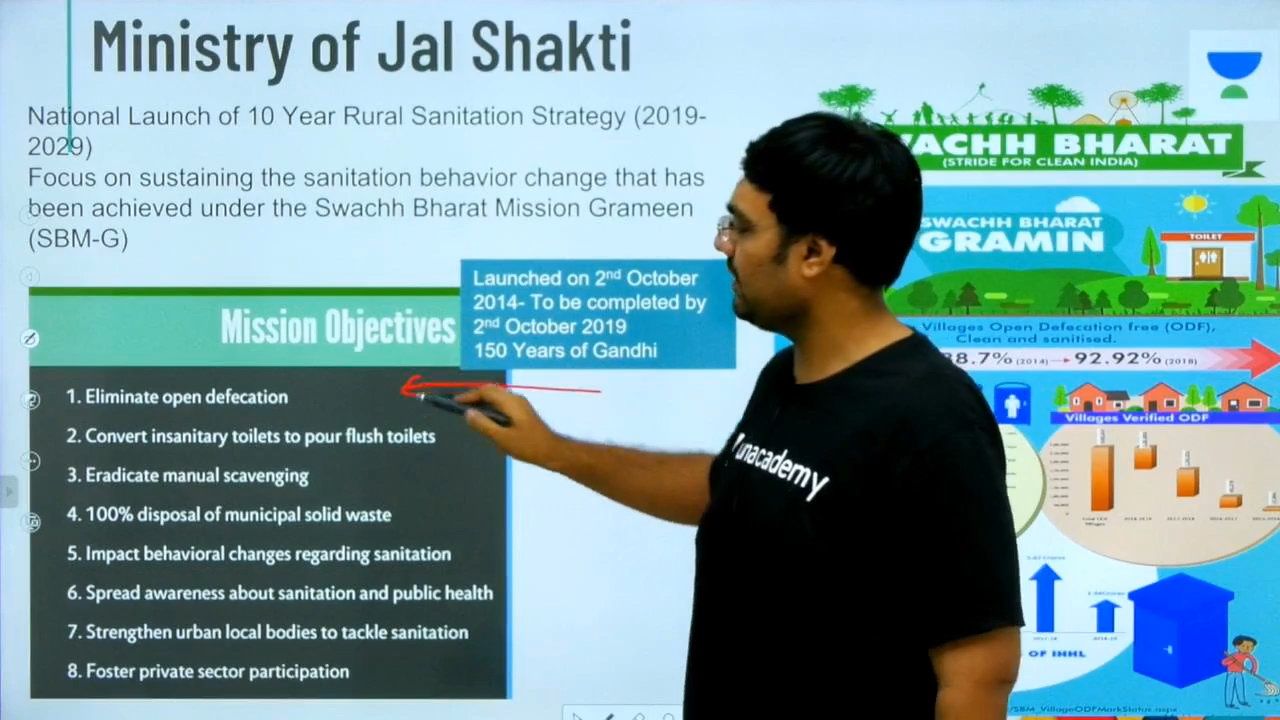 Ministry of Jal Shakti
National Launch of 10 Year Rural Sanitation Strategy (2019-
2029)
Focus on sustaining the sanitation behavior change that has
been achieved under the Swachh Bharat Mission Grameen
(SBM-G)
Launched on 2nd October
2014- To be completed by
2nd October 2019
150 Years of Gandhi
Mission Objectives
1. Eliminate open defecation
2. Convert insanitary toilets to pour flush toilets
3. Eradicate manual scavenging
4. 100% disposal of municipal solid waste
5. Impact behavioral changes regarding sanitation
6. Spread awareness about sanitation and public health
7. Strengthen urban local bodies to tackle sanitation
8. Foster private sector participation
unacademy
WACHH BHARAT
(STRIDE FOR CLEAN INDIA)
SWACHH BHARAT
GRAMIN
TOILET
Villages Open Defecation free (ODF),
Clean and sanitised.
8.7% (2014) → 92.92% (2018)
Villages Verified ODF
OF IHHL
/SBM_VillageODFMarkStatus.aspx